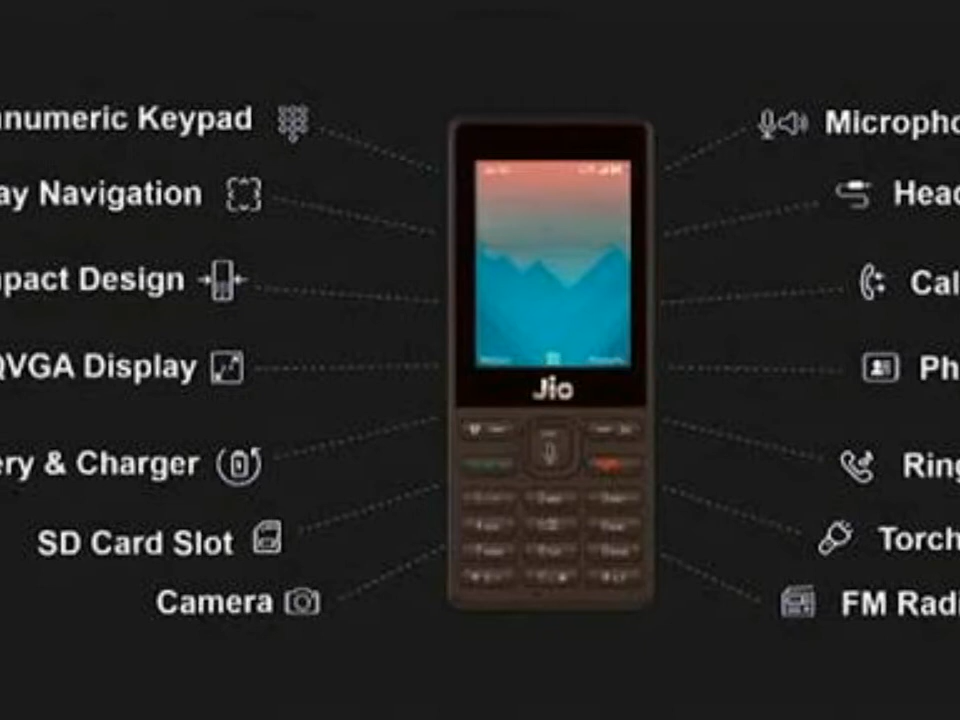 numeric Keypad
ay Navigation
pact Design
QVGA Display
ery & Charger
SD Card Slot
Camera
Jio
Micropho
Head
Cal
Ph
Ring
Torch
FM Radi